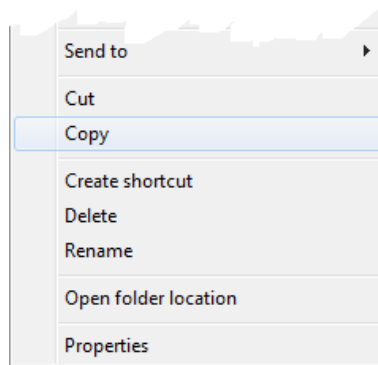 Send to
Cut
Copy
Create shortcut
Delete
Rename
Open folder location
Properties